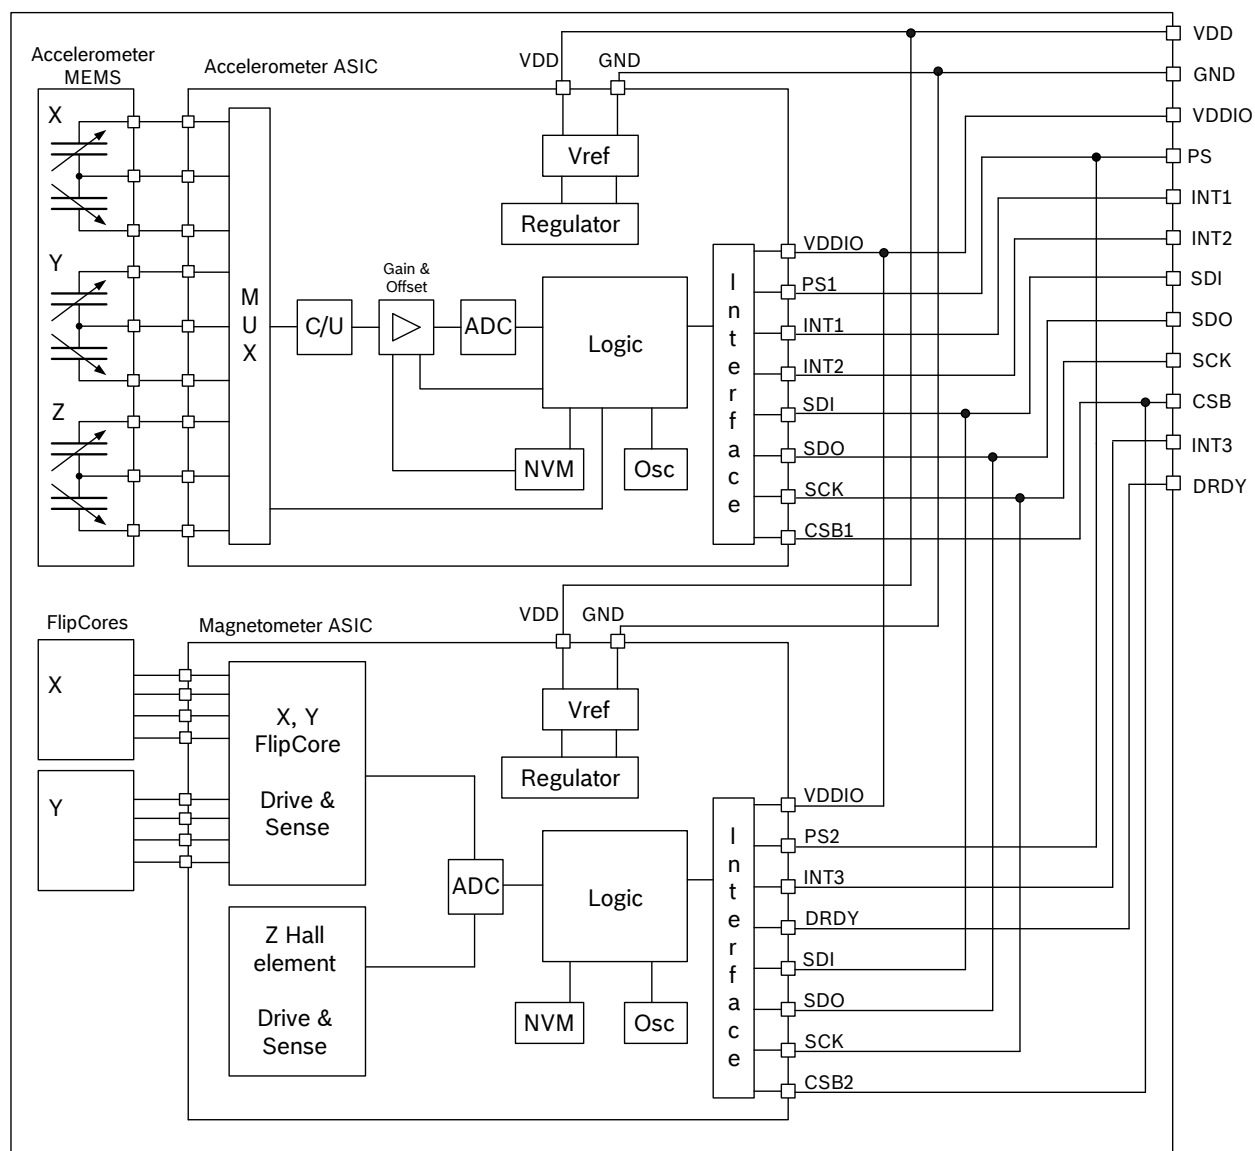 VDD
GND
VDDIO
PS
INT1
INT2
SDI
SDO
SCK
CSB
INT3
DRDY
Accelerometer
MEMS
Accelerometer ASIC
VDD
GND
X
Y
Z
M
U
X
C/U
Gain &
Offset
ADC
Vref
Regulator
Logic
NVM
Osc
I
n
t
e
r
f
a
c
e
VDDIO
PS1
INT1
INT2
SDI
SDO
SCK
CSB1
FlipCores
Magnetometer ASIC
VDD
GND
X
Y
X, Y
FlipCore
Drive &
Sense
Z Hall
element
Drive &
Sense
ADC
Vref
Regulator
Logic
NVM
Osc
I
n
t
e
r
f
a
c
e
VDDIO
PS2
INT3
DRDY
SDI
SDO
SCK
CSB2